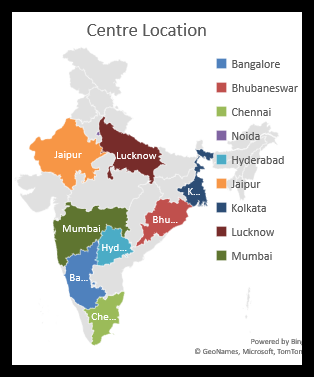 Centre Location
Bangalore
Bhubaneswar
Chennai
Noida
Hyderabad
Jaipur
Kolkata
Lucknow
Mumbai
Jaipur
Lucknow
K...
Mumbai
Bhu...
Hyd...
Ba...
Che...
Powered by Bin
© GeoNames, Microsoft, TomTom